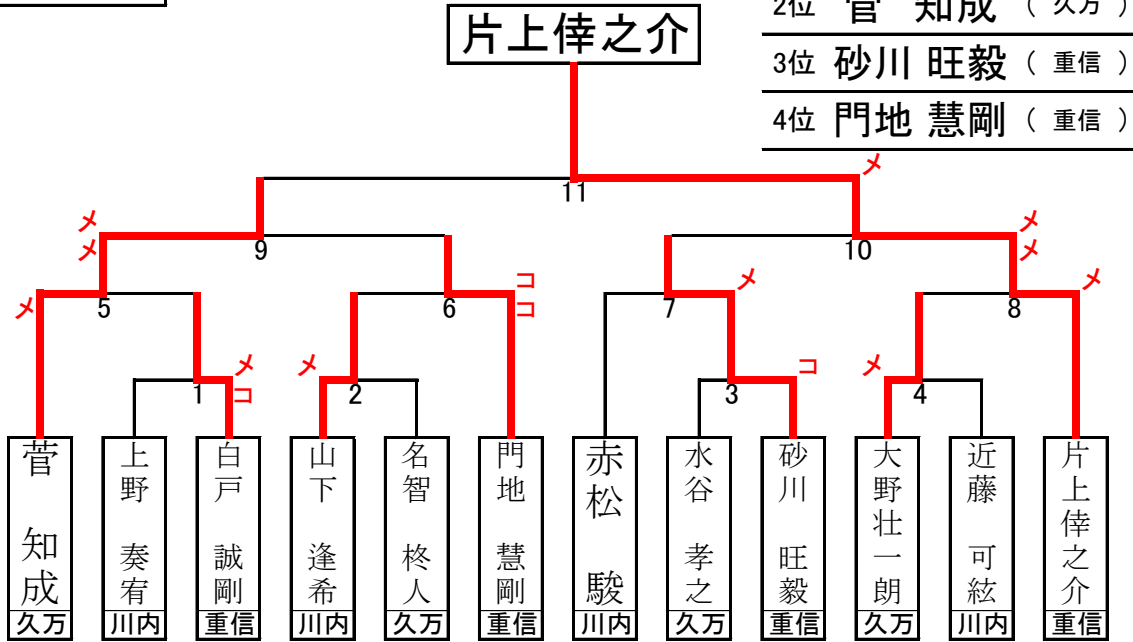 2位 菅 知成 （ 久万 ）
片上倖之介
3位 砂川 旺毅 （ 重信 ）
4位 門地 慧剛 （ 重信 ）
メ
11
メ
メ
9
10
メ
メ
メ
5
6
コ
コ
7
メ
8
メ
1
メ
コ
メ
2
3
コ
メ
4
菅 知成
久万
上野 奏宥
川内
白戸 誠剛
重信
山下 逢希
川内
名智 柊人
久万
門地 慧剛
重信
赤松 駿
川内
水谷 孝之
久万
砂川 旺毅
重信
大野壮一朗
久万
近藤 可紘
川内
片上倖之介
重信